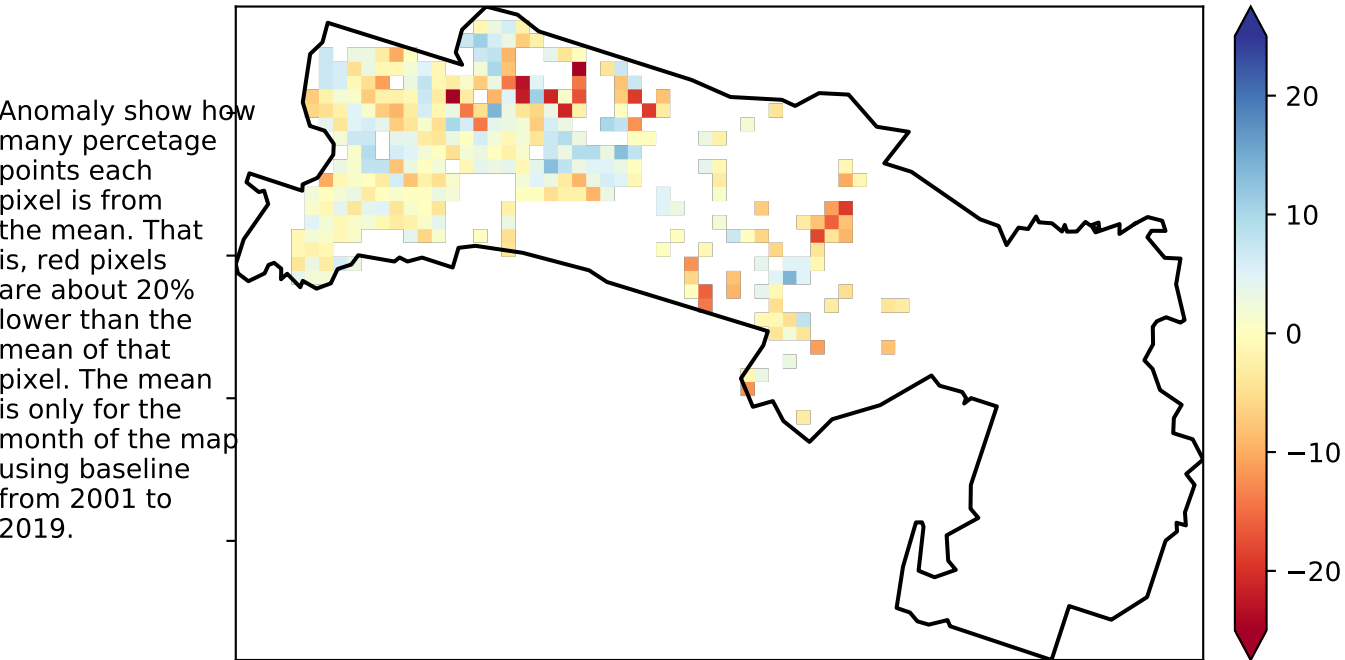 Anomaly show how
many percetage
points each
pixel is from
the mean. That
is, red pixels
are about 20%
lower than the
mean of that
pixel. The mean
is only for the
month of the map
using baseline
from 2001 to
2019.
20
10
0
−10
−20